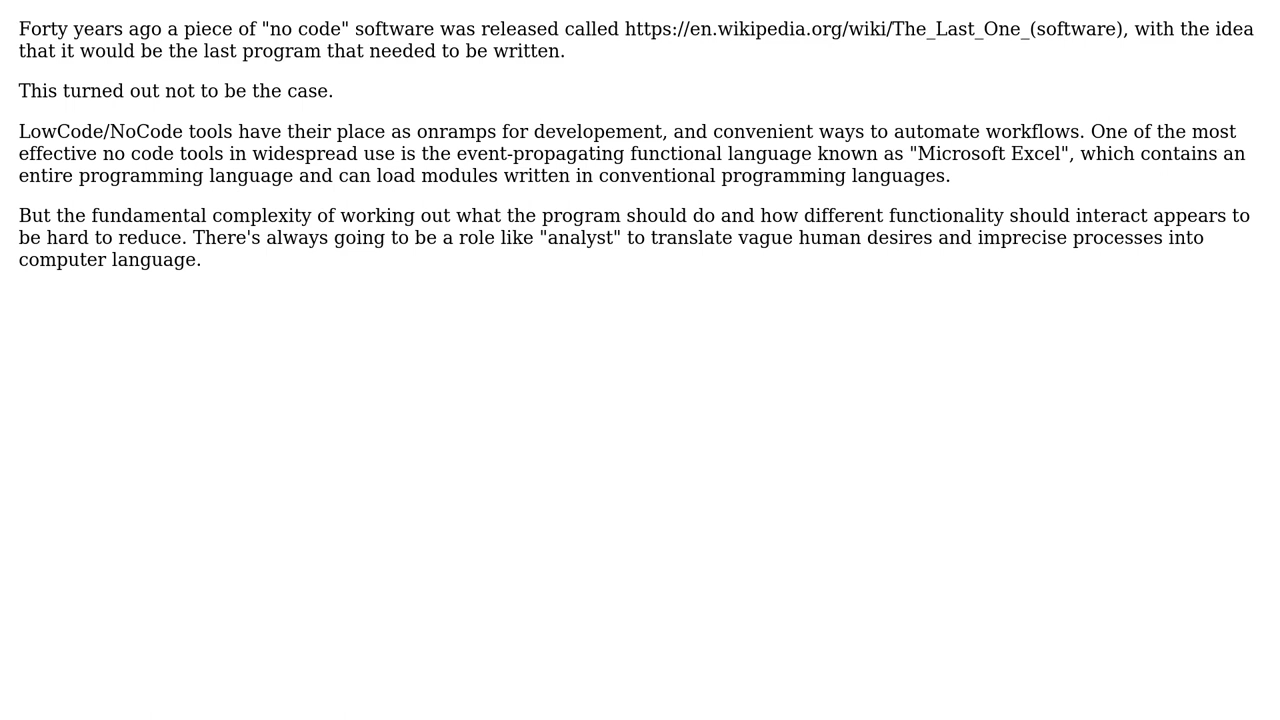 Forty years ago a piece of "no code" software was released called https://en.wikipedia.org/wiki/The_Last_One_(software), with the idea
that it would be the last program that needed to be written.
This turned out not to be the case.
LowCode/NoCode tools have their place as onramps for developement, and convenient ways to automate workflows. One of the most
effective no code tools in widespread use is the event-propagating functional language known as "Microsoft Excel", which contains an
entire programming language and can load modules written in conventional programming languages.
But the fundamental complexity of working out what the program should do and how different functionality should interact appears to
be hard to reduce. There's always going to be a role like "analyst" to translate vague human desires and imprecise processes into
computer language.